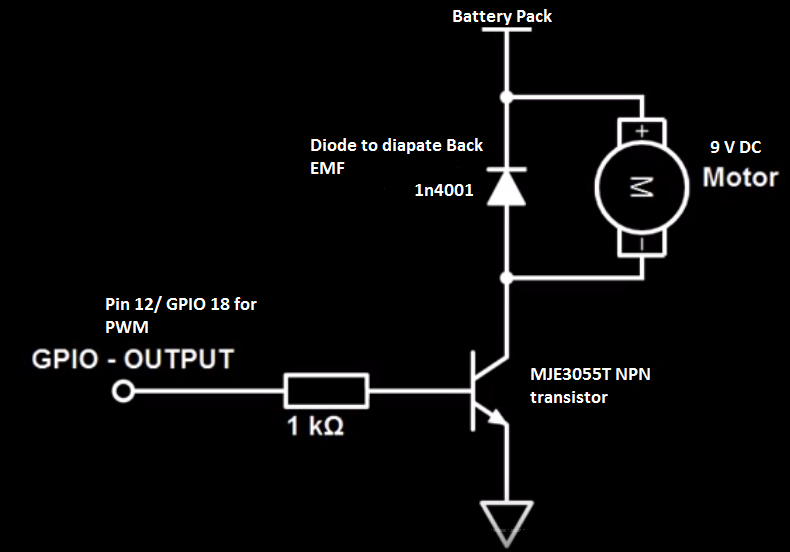 Battery Pack
Diode to diapate Back
EMF
1n4001
+
M
-
9 V DC
Motor
Pin 12/ GPIO 18 for
PWM
GPIO - OUTPUT
1 kΩ
MJE3055T NPN
transistor